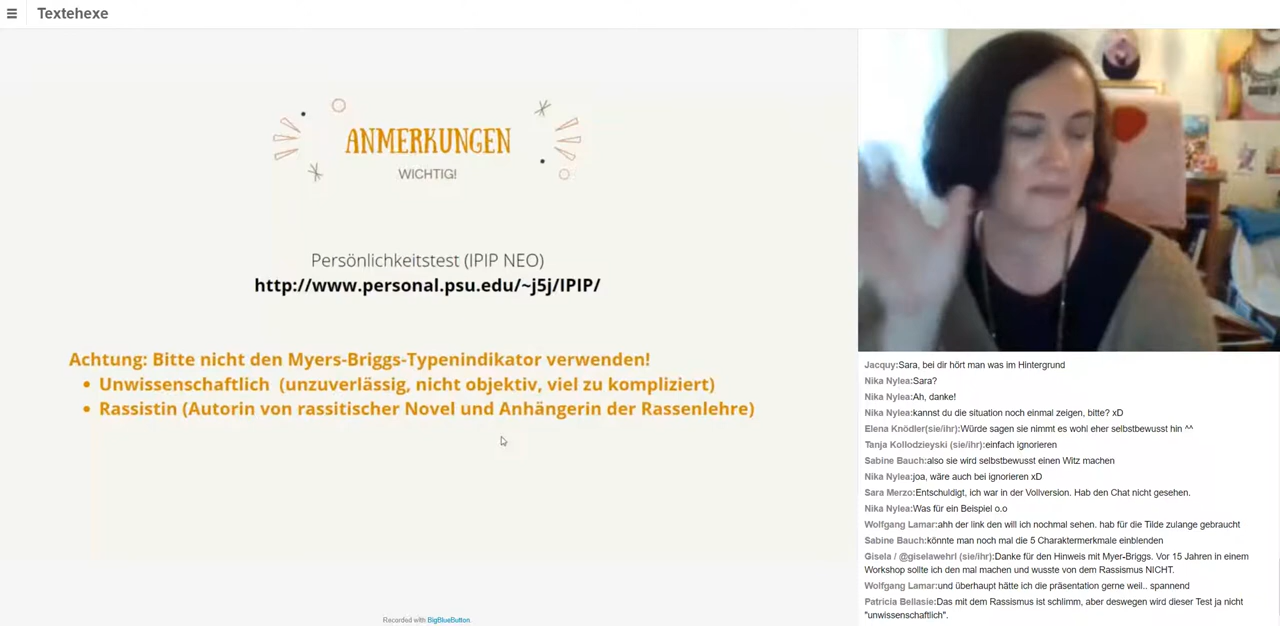 Textehexe
ANMERKUNGEN
WICHTIG!
Persönlichkeitstest (IPIP NEO)
http://www.personal.psu.edu/~j5j/IPIP/
Achtung: Bitte nicht den Myers-Briggs-Typenindikator verwenden!
• Unwissenschaftlich (unzuverlässig, nicht objektiv, viel zu kompliziert)
• Rassistin (Autorin von rassitischer Novel und Anhängerin der Rassenlehre)
Recorded with BigBlueButton.
Jacquy:Sara, bei dir hört man was im Hintergrund
Nika Nylea:Sara?
Nika Nylea:Ah, danke!
Nika Nylea:kannst du die situation noch einmal zeigen, bitte? xD
Elena Knödler(sie/ihr):Würde sagen sie nimmt es wohl eher selbstbewusst hin ^^
Tanja Kollodzieyski (sie/ihr):einfach ignorieren
Sabine Bauch:also sie wird selbstbewusst einen Witz machen
Nika Nylea:joa, wäre auch bei ignorieren xD
Sara Merzo:Entschuldigt, ich war in der Vollversion. Hab den Chat nicht gesehen.
Nika Nylea:Was für ein Beispiel o.o
Wolfgang Lamar:ahh der link den will ich nochmal sehen. hab für die Tilde zulange gebraucht
Sabine Bauch:könnte man noch mal die 5 Charaktermerkmale einblenden
Gisela / @giselawehrl (sie/ihr):Danke für den Hinweis mit Myer-Briggs. Vor 15 Jahren in einem
Workshop sollte ich den mal machen und wusste von dem Rassismus NICHT.
Wolfgang Lamar:und überhaupt hätte ich die präsentation gerne weil.. spannend
Patricia Bellasie:Das mit dem Rassismus ist schlimm, aber deswegen wird dieser Test ja nicht
"unwissenschaftlich".